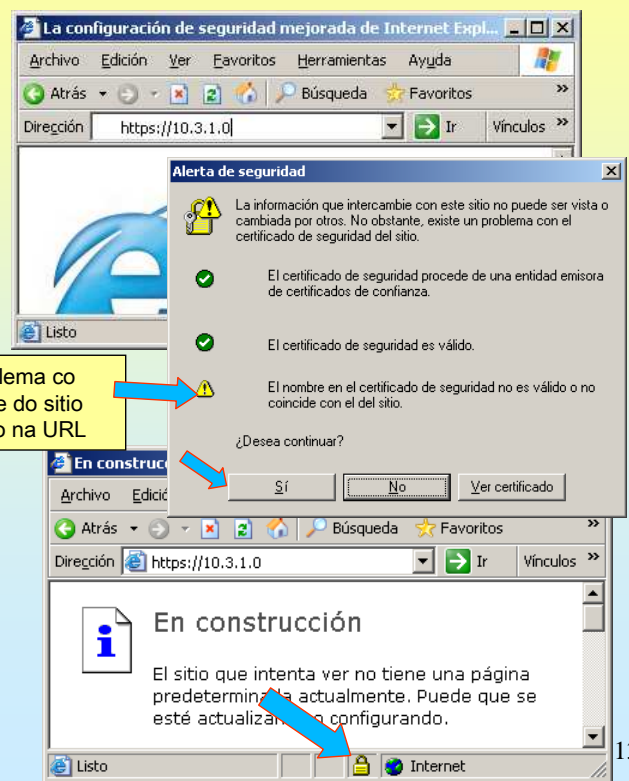 La configuración de seguridad mejorada de Internet Expl...
Archivo Edición Ver Favoritos Herramientas Ayuda
Atrás Búsqueda Favoritos »
Dirección https://10.3.1.0 Ir Vínculos »
Listo
Alerta de seguridad
La información que intercambie con este sitio no puede ser vista o
cambiada por otros. No obstante, existe un problema con el
certificado de seguridad del sitio.
El certificado de seguridad procede de una entidad emisora
de certificados de confianza.
El certificado de seguridad es válido.
El nombre en el certificado de seguridad no es válido o no
coincide con el del sitio.
¿Desea continuar?
Sí No Ver certificado
co
do sitio
na URL
En construcc
Archivo Edició
Atrás Búsqueda Favoritos »
Dirección https://10.3.1.0 Ir Vínculos »
En construcción
El sitio que intenta ver no tiene una página
actualmente. Puede que se
esté configurando.
Listo Internet